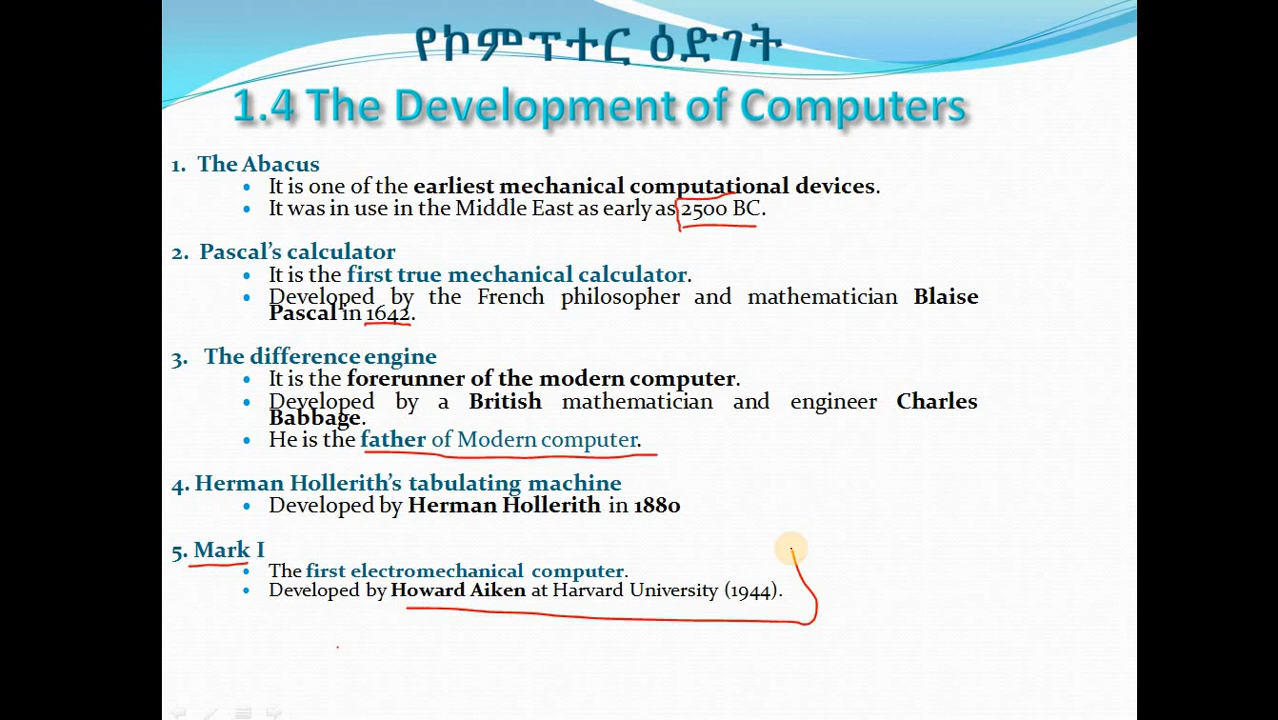 የኮምፕተር ዕድገት
1.4 The Development of Computers
1. The Abacus
• It is one of the earliest mechanical computational devices.
• It was in use in the Middle East as early as 2500 BC.
2. Pascal's calculator
• It is the first true mechanical calculator.
• Developed by the French philosopher and mathematician Blaise
Pascal in 1642.
3. The difference engine
• It is the forerunner of the modern computer.
• Developed by a British mathematician and engineer Charles
Babbage.
• He is the father of Modern computer.
4. Herman Hollerith's tabulating machine
• Developed by Herman Hollerith in 1880
5. Mark I
• The first electromechanical computer.
• Developed by Howard Aiken at Harvard University (1944).